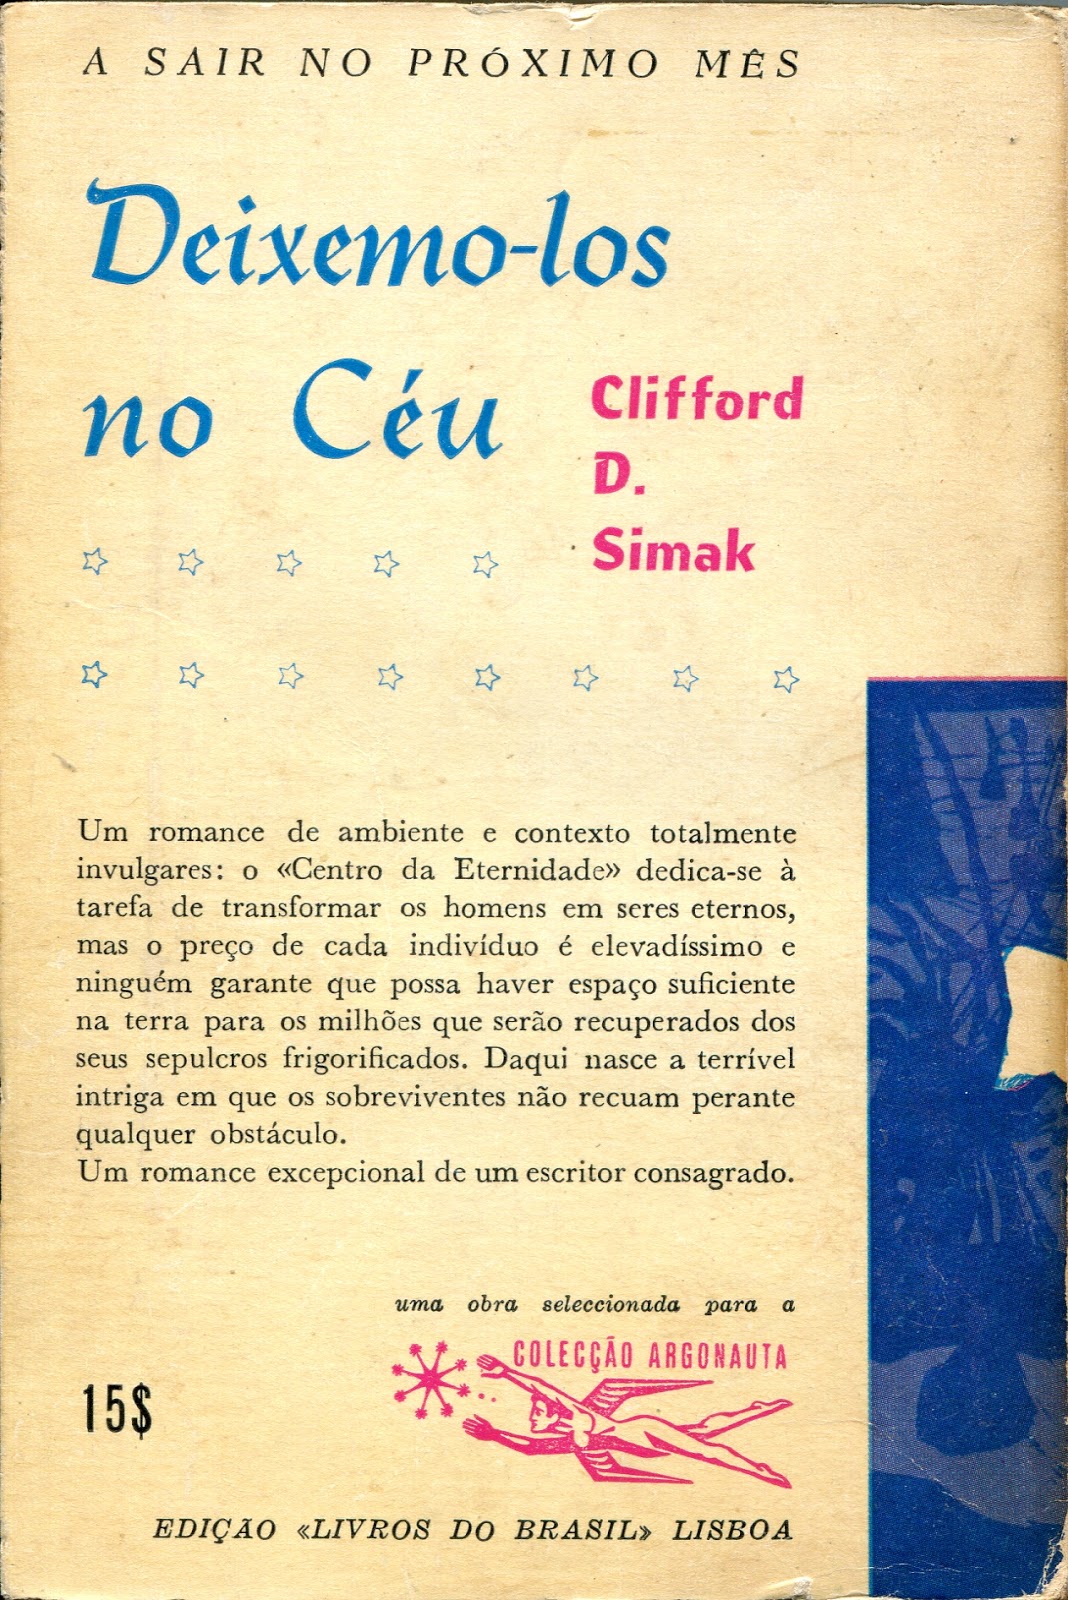 A SAIR NO PRÓXIMO MÊS
Deixemo-los
no Céu
Clifford
D.
Simak
Um romance de ambiente e contexto totalmente
invulgares: o «Centro da Eternidade» dedica-se à
tarefa de transformar os homens em seres eternos,
mas o preço de cada indivíduo é elevadíssimo e
ninguém garante que possa haver espaço suficiente
na terra para os milhões que serão recuperados dos
seus sepulcros frigorificados. Daqui nasce a terrível
intriga em que os sobreviventes não recuam perante
qualquer obstáculo.
Um romance excepcional de um escritor consagrado.
uma obra seleccionada para a
COLECÇÃO ARGONAUTA
15$
EDIÇÃO «LIVROS DO BRASIL» LISBOA